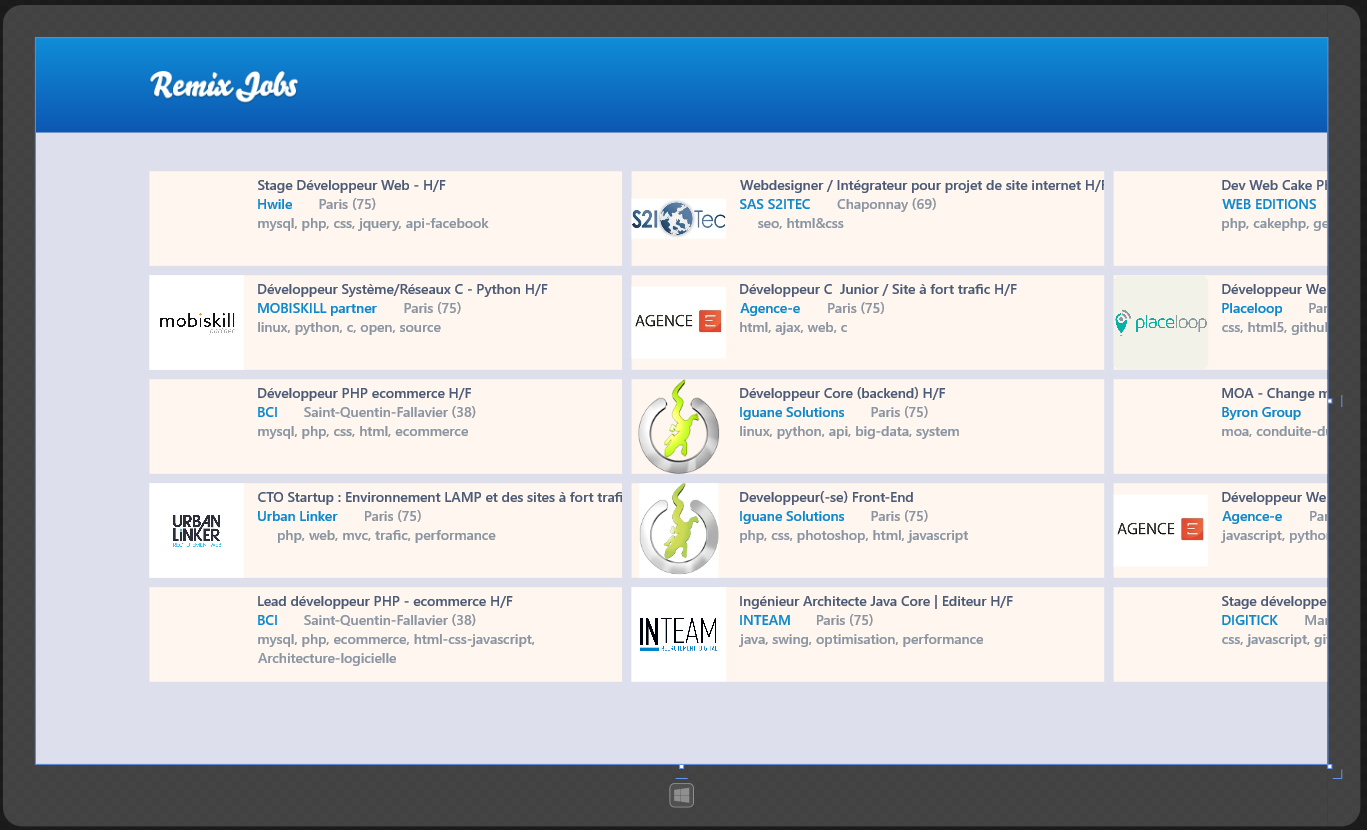 Remix Jobs
Stage Développeur Web - H/F
Hwile Paris (75)
mysql, php, css, jquery, api-facebook
mobiskill
Développeur Système/Réseaux C - Python H/F
MOBISKILL partner Paris (75)
linux, python, c, open, source
Développeur PHP ecommerce H/F
BCI Saint-Quentin-Fallavier (38)
mysql, php, css, html, ecommerce
URBAN
LINKER
CTO Startup : Environnement LAMP et des sites à fort trafi
Urban Linker Paris (75)
php, web, mvc, trafic, performance
Lead développeur PHP - ecommerce H/F
BCI Saint-Quentin-Fallavier (38)
mysql, php, ecommerce, html-css-javascript,
Architecture-logicielle
S2I Tec
Webdesigner / Intégrateur pour projet de site internet H/F
SAS S2ITEC Chaponnay (69)
seo, html&css
AGENCE E
Développeur C Junior / Site à fort trafic H/F
Agence-e Paris (75)
html, ajax, web, c
Développeur Core (backend) H/F
Iguane Solutions Paris (75)
linux, python, api, big-data, system
Developpeur(-se) Front-End
Iguane Solutions Paris (75)
php, css, photoshop, html, javascript
INTEAM
RECRUTEMENT DIGITAL
Ingénieur Architecte Java Core | Editeur H/F
INTEAM Paris (75)
java, swing, optimisation, performance
Dev Web Cake P
WEB EDITIONS
php, cakephp, ge
placeloop
Développeur We
Placeloop Par
css, html5, githu
MOA - Change m
Byron Group
moa, conduite-d
AGENCE E
Développeur We
Agence-e Par
javascript, pytho
Stage développe
DIGITICK Ma
css, javascript, gi